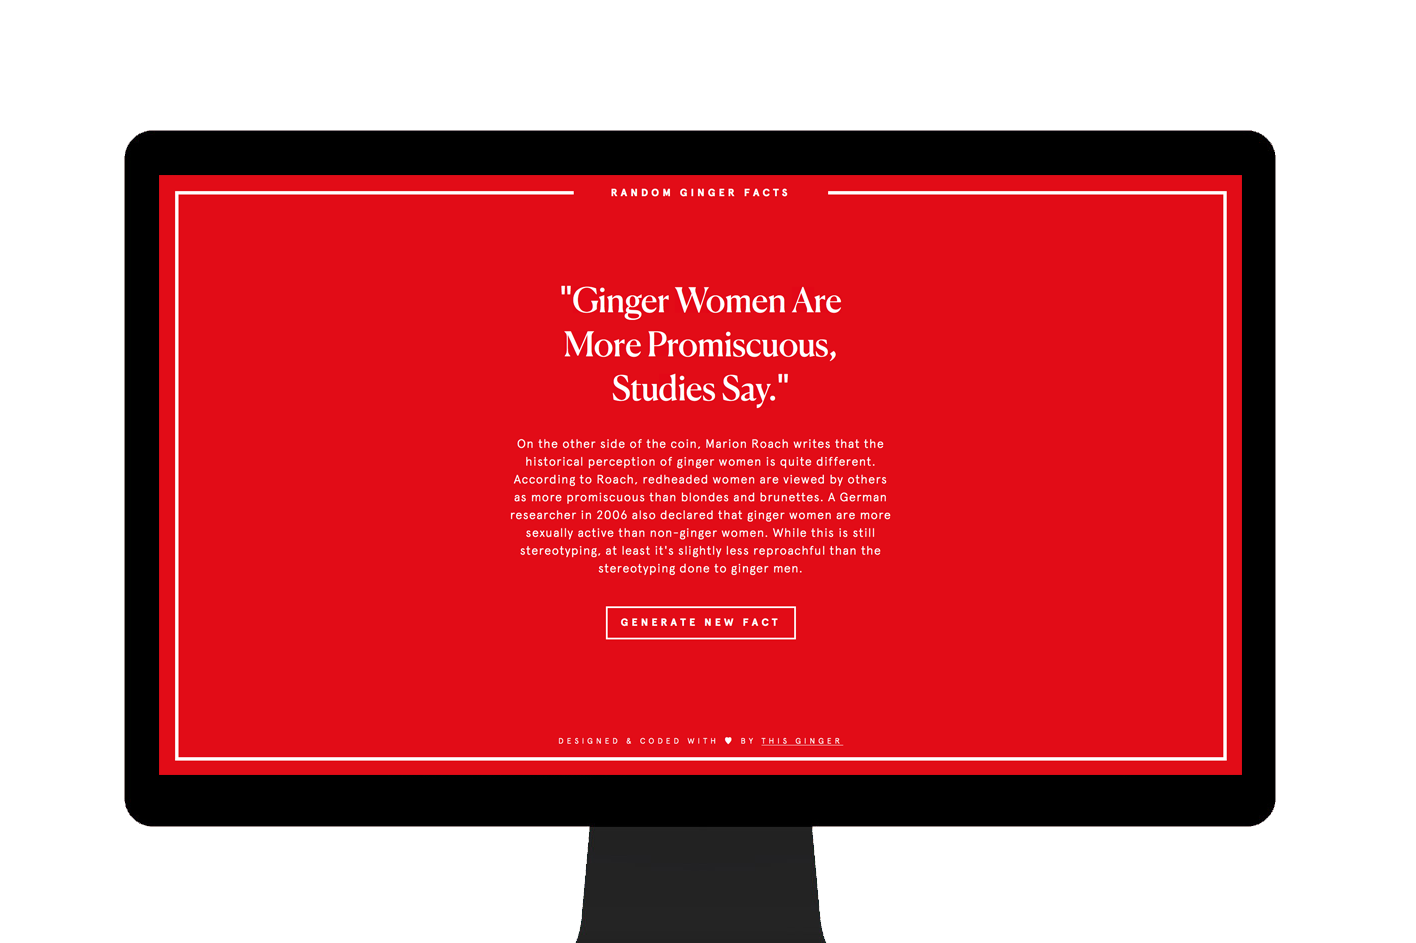 RANDOM GINGER FACTS
"Ginger Women Are
More Promiscuous,
Studies Say."
On the other side of the coin, Marion Roach writes that the
historical perception of ginger women is quite different.
According to Roach, redheaded women are viewed by others
as more promiscuous than blondes and brunettes. A German
researcher in 2006 also declared that ginger women are more
sexually active than non-ginger women. While this is still
stereotyping, at least it's slightly less reproachful than the
stereotyping done to ginger men.
GENERATE NEW FACT
DESIGNED & CODED WITH ♥ BY THIS GINGER